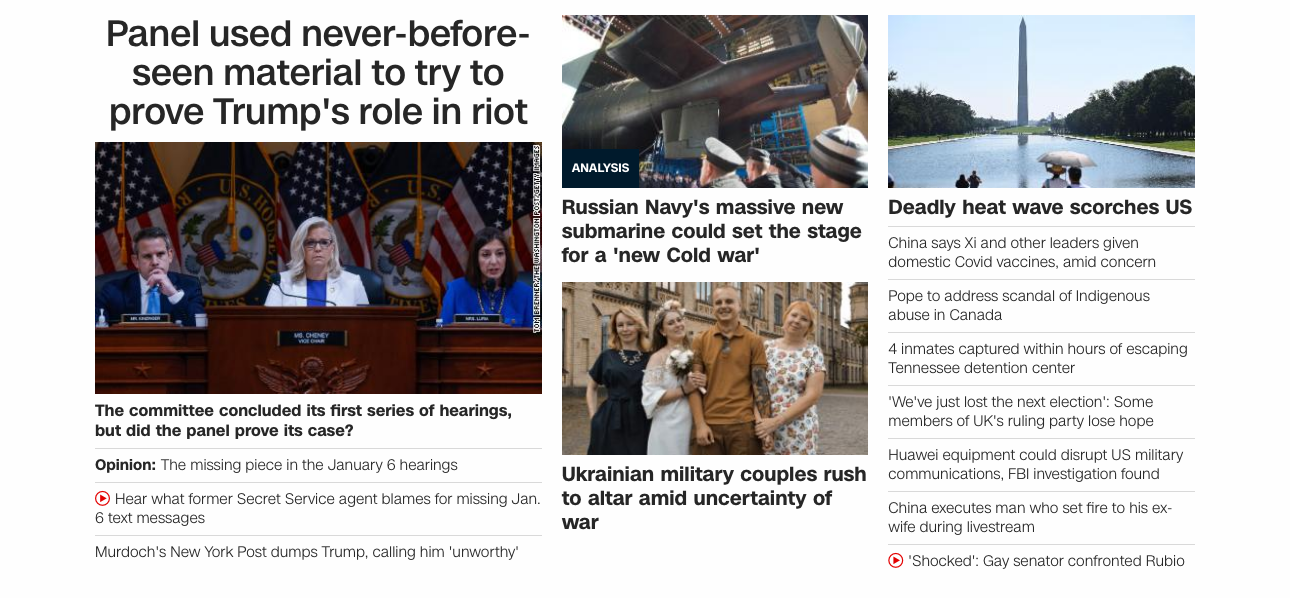 Panel used never-before-
seen material to try to
prove Trump's role in riot
TOM BRENNER/THE WASHINGTON POST/GETTY IMAGES
MR. KINZINGER
MS. CHENEY
VICE CHAIR
MRS. LURIA
The committee concluded its first series of hearings,
but did the panel prove its case?
Opinion: The missing piece in the January 6 hearings
Hear what former Secret Service agent blames for missing Jan.
6 text messages
Murdoch's New York Post dumps Trump, calling him 'unworthy'
ANALYSIS
Russian Navy's massive new
submarine could set the stage
for a 'new Cold war'
Ukrainian military couples rush
to altar amid uncertainty of
war
Deadly heat wave scorches US
China says Xi and other leaders given
domestic Covid vaccines, amid concern
Pope to address scandal of Indigenous
abuse in Canada
4 inmates captured within hours of escaping
Tennessee detention center
'We've just lost the next election': Some
members of UK's ruling party lose hope
Huawei equipment could disrupt US military
communications, FBI investigation found
China executes man who set fire to his ex-
wife during livestream
'Shocked': Gay senator confronted Rubio